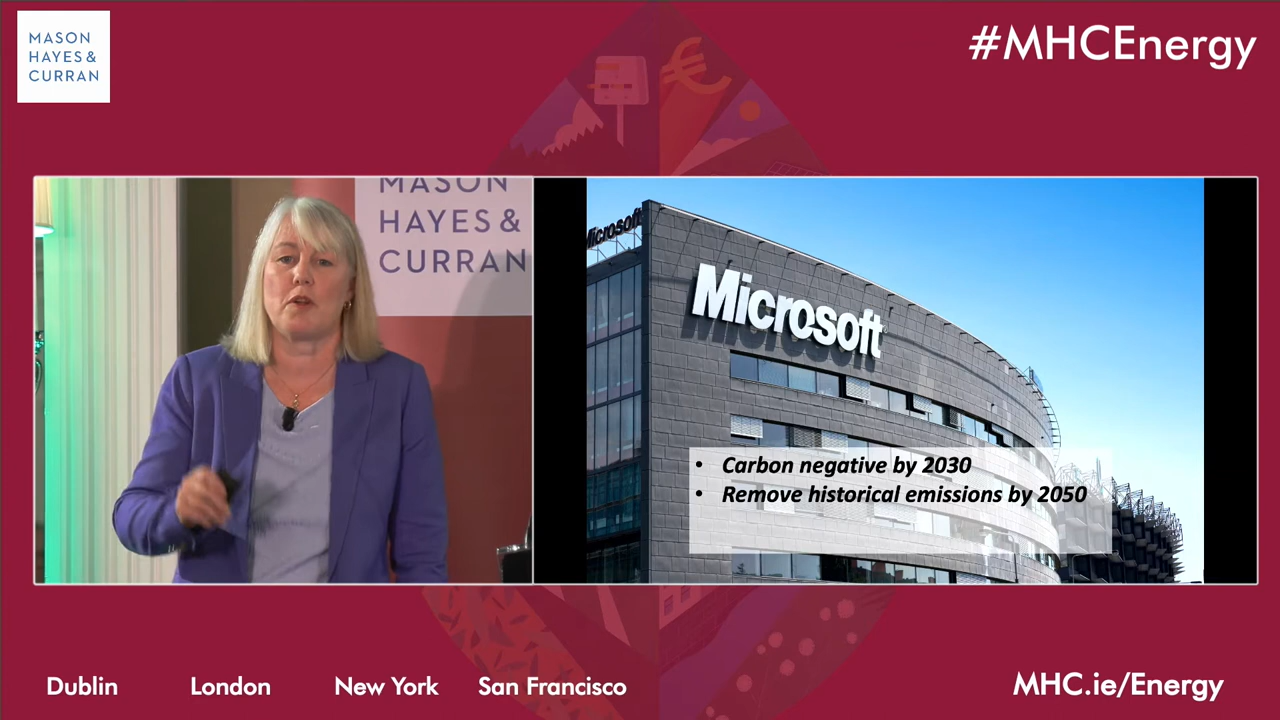 MASON
HAYES &
CURRAN
#MHCEnergy
MASON
HAYES &
CURRAN
Microsoft
Microsoft
• Carbon negative by 2030
• Remove historical emissions by 2050
Dublin
London
New York
San Francisco
MHC.ie/Energy